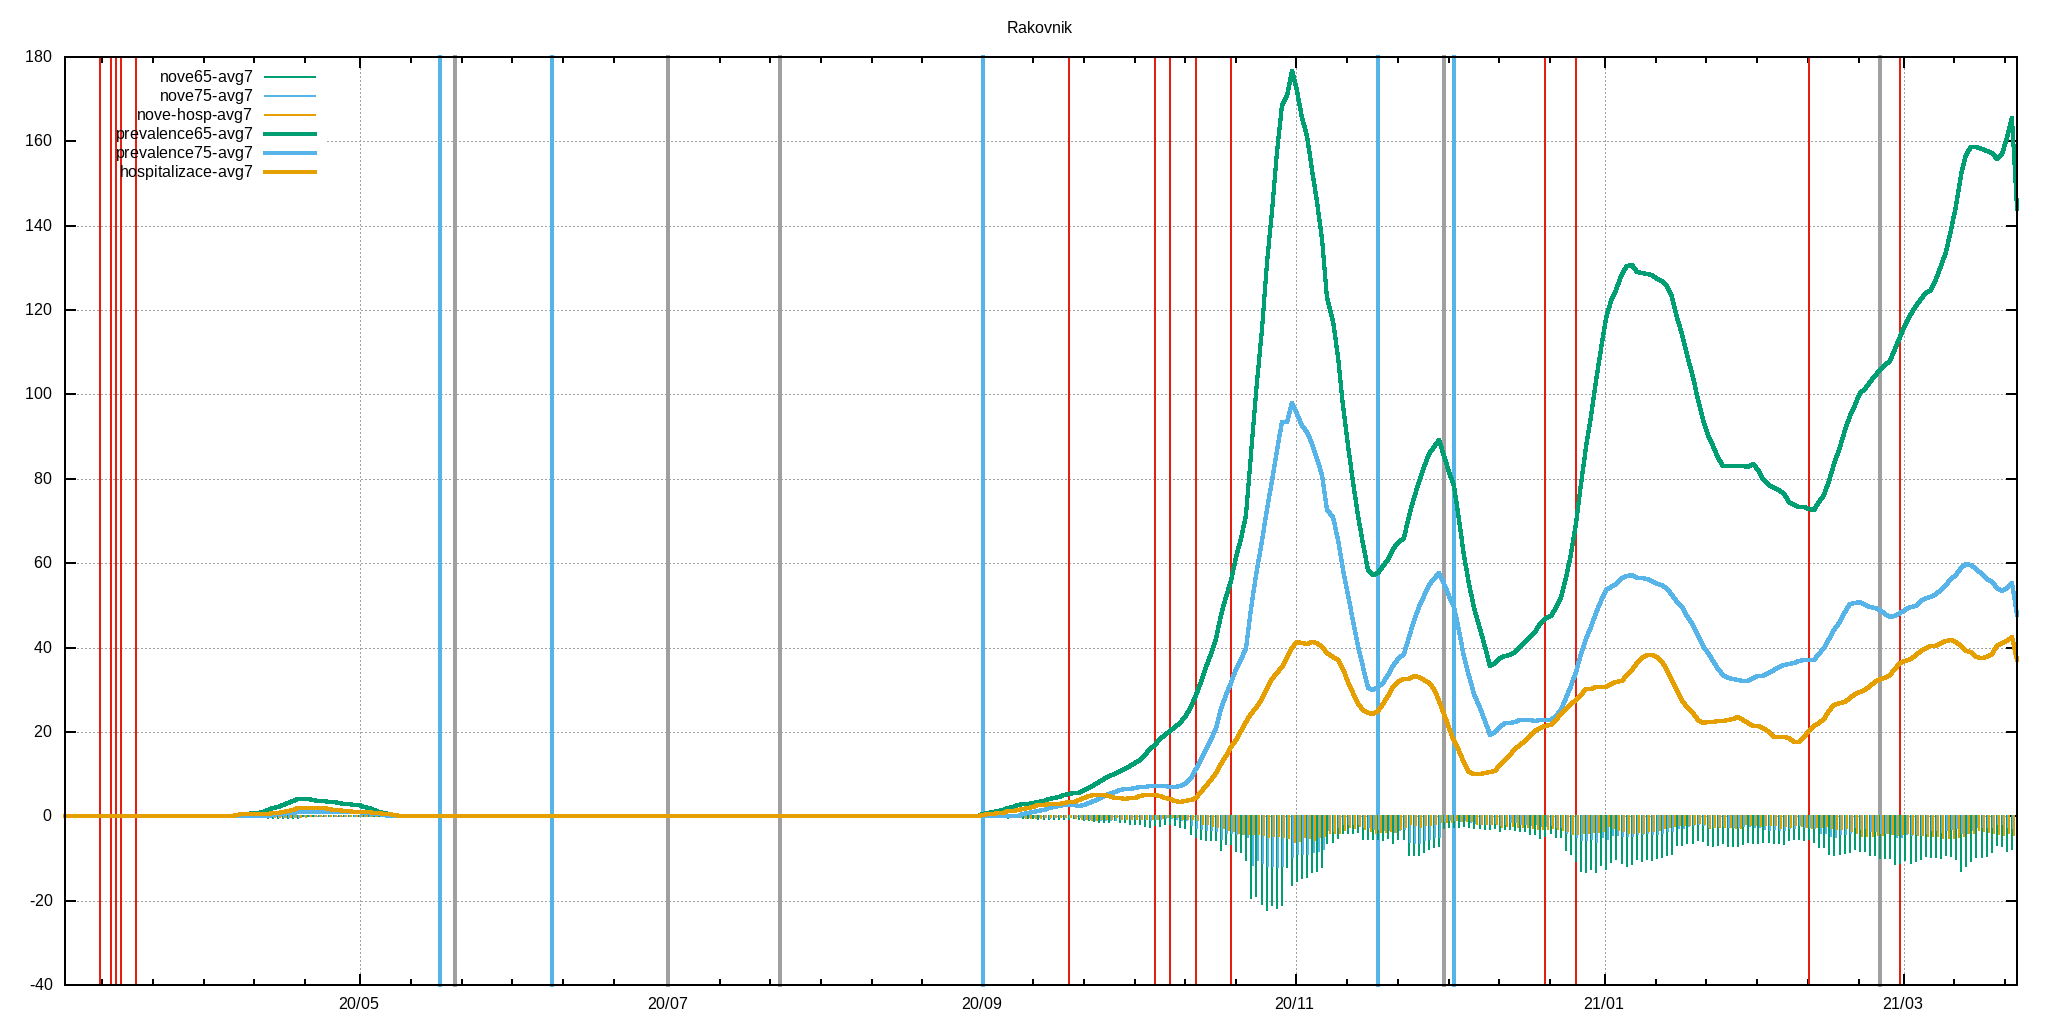 Rakovnik
180
160
140
120
100
80
60
40
20
0
-20
-40
nove65-avg7
nove75-avg7
nove-hosp-avg7
prevalence65-avg7
prevalence75-avg7
hospitalizace-avg7
20/05 20/07 20/09 20/11 21/01 21/03